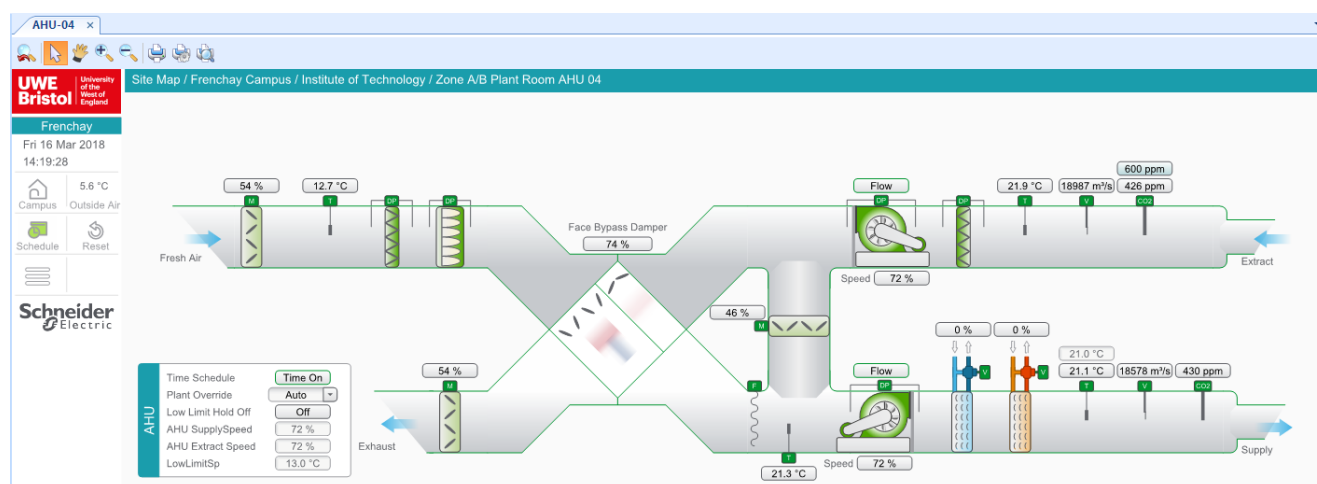 AHU-04 ×
UWE Bristol
University of the West of England
Site Map / Frenchay Campus / Institute of Technology / Zone A/B Plant Room AHU 04
Frenchay
Fri 16 Mar 2018
14:19:28
5.6 °C
Campus
Outside Air
Schedule
Reset
Schneider
Electric
600 ppm
54 %
12.7 °C
Flow
21.9 °C
18987 m³/s
426 ppm
M
T
DP
DP
DP
DP
T
V
CO2
Face Bypass Damper
74 %
Fresh Air
Extract
Speed
72 %
46 %
M
0 %
0 %
21.0 °C
54 %
Flow
V
V
21.1 °C
18578 m³/s
430 ppm
M
F
DP
T
V
CO2
AHU
Time Schedule
Time On
Plant Override
Auto
Low Limit Hold Off
Off
AHU SupplySpeed
72 %
AHU Extract Speed
72 %
LowLimitSp
13.0 °C
Exhaust
Supply
T
21.3 °C
Speed
72 %